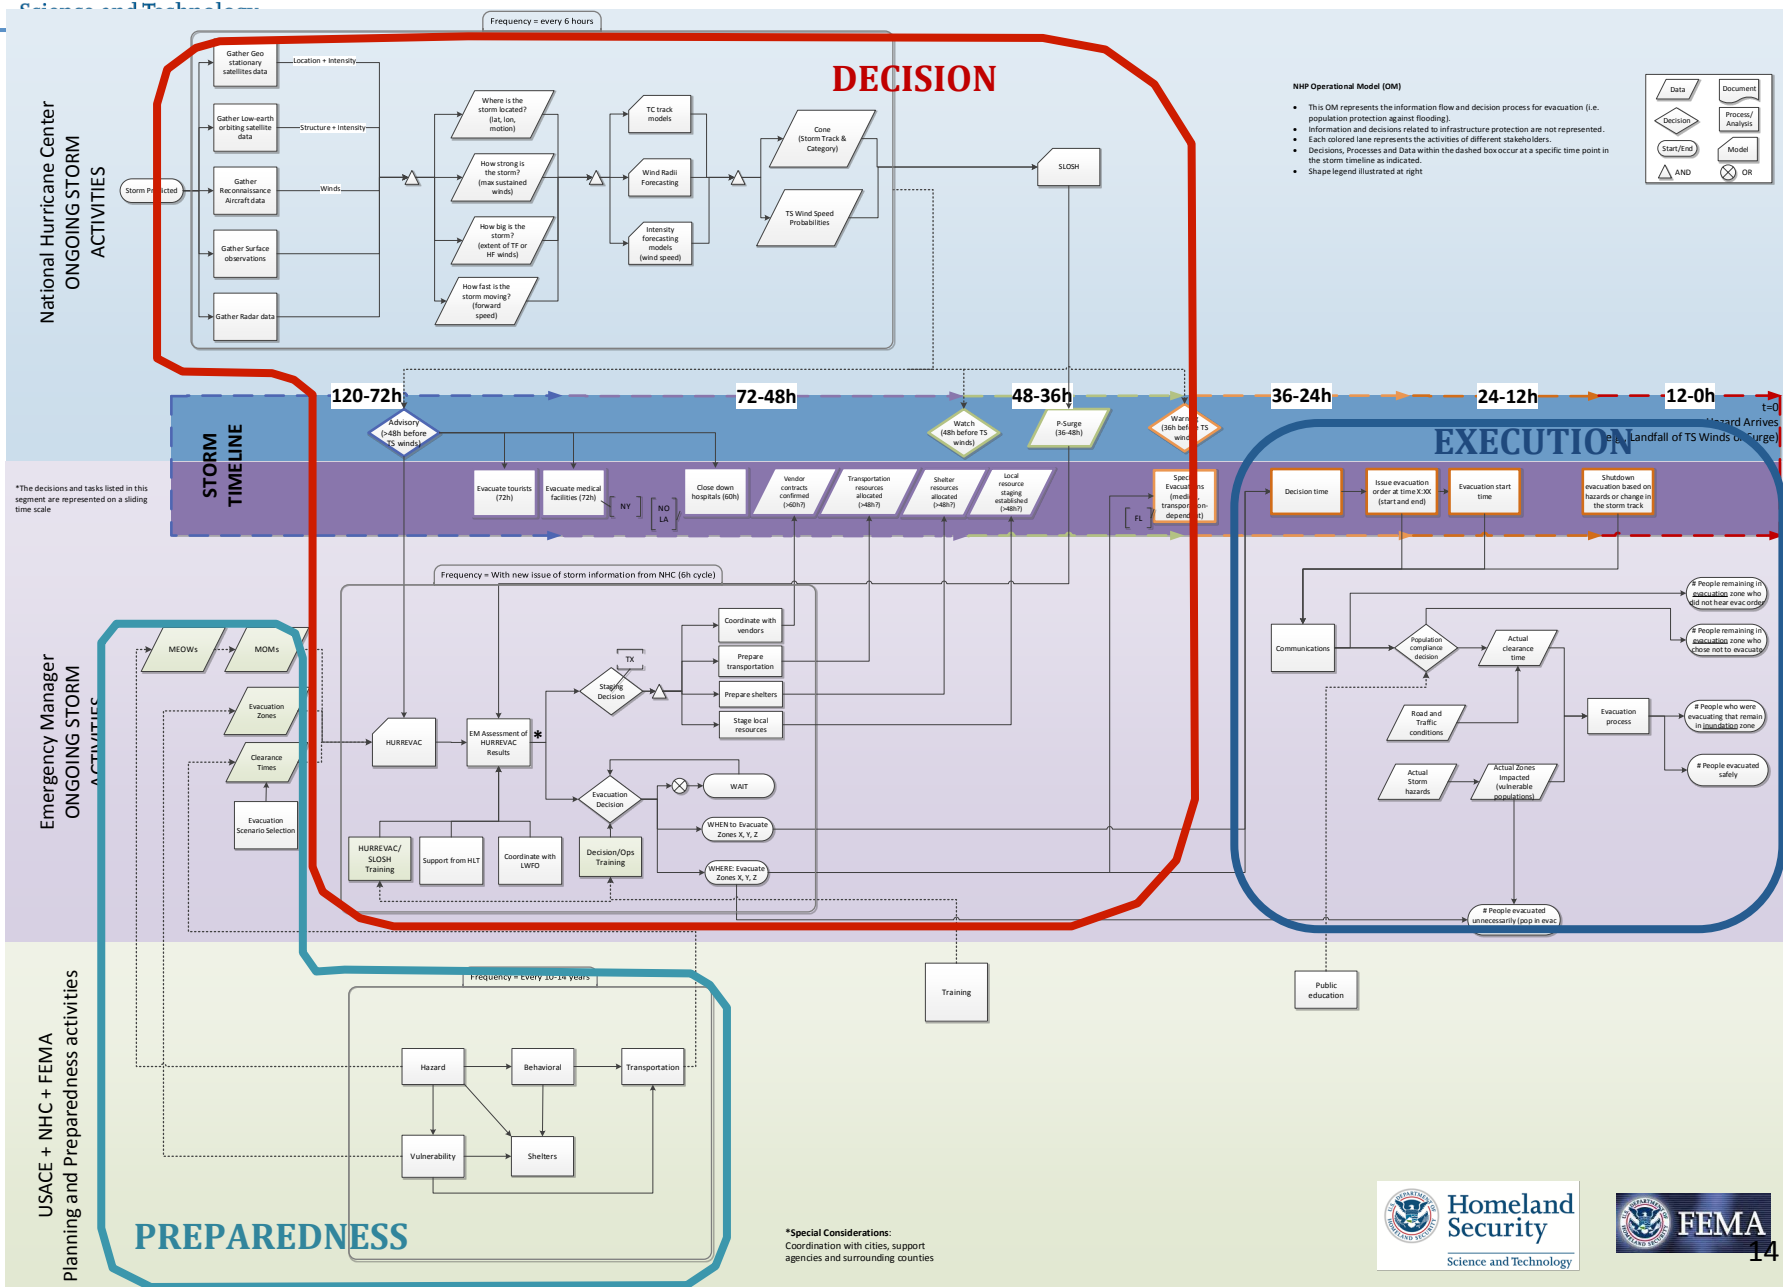 Science and Technology
Frequency = every 6 hours
DECISION
National Hurricane Center
ONGOING STORM
ACTIVITIES
Storm Predicted
Gather Geo
stationary
satellites data
Location + Intensity
Gather Low-earth
orbiting satellite
data
Structure + Intensity
Gather
Reconnaissance
Aircraft data
Winds
Gather Surface
observations
Gather Radar data
Where is the
storm located?
(lat, lon,
motion)
How strong is
the storm?
(max sustained
winds)
How big is the
storm?
(extent of TF or
HF winds)
How fast is the
storm moving?
(forward
speed)
TC track
models
Wind Radii
Forecasting
Intensity
forecasting
models
(wind speed)
Cone
(Storm Track &
Category)
TS Wind Speed
Probabilities
SLOSH
NHP Operational Model (OM)
• This OM represents the information flow and decision process for evacuation (i.e.
population protection against flooding).
• Information and decisions related to infrastructure protection are not represented.
• Each colored lane represents the activities of different stakeholders.
• Decisions, Processes and Data within the dashed box occur at a specific time point in
the storm timeline as indicated.
• Shape legend illustrated at right
Data
Document
Decision
Process/
Analysis
Start/End
Model
AND
OR
120-72h
72-48h
48-36h
36-24h
24-12h
12-0h
STORM
TIMELINE
Advisory
(>48h before
TS winds)
Watch
(48h before TS
winds)
P-Surge
(36-48h)
(36h before TS
t=0
Hazard Arrives
Landfall of TS Winds or Surge)
EXECUTION
*The decisions and tasks listed in this
segment are represented on a sliding
time scale
Evacuate tourists
(72h)
Evacuate medical
facilities (72h)
NY
NO
LA
Close down
hospitals (60h)
Vendor
contracts
confirmed
(>60h?)
Transportation
resources
allocated
(>48h?)
Shelter
resources
allocated
(>48h?)
Local
resource
staging
established
(>48h?)
FL
Decision time
Issue evacuation
order at time X:XX
(start and end)
Evacuation start
time
Shutdown
evacuation based on
hazards or change in
the storm track
Frequency = With new issue of storm information from NHC (6h cycle)
Emergency Manager
ONGOING STORM
ACTIVITIES
MEOWs
MOMs
Evacuation
Zones
Clearance
Times
Evacuation
Scenario Selection
HURREVAC
EM Assessment of
HURREVAC
Results
*
TX
Staging
Decision
Coordinate with
vendors
Prepare
transportation
Prepare shelters
Stage local
resources
Evacuation
Decision
WAIT
WHEN to Evacuate
Zones X, Y, Z
WHERE: Evacuate
Zones X, Y, Z
HURREVAC/
SLOSH
Training
Support from HLT
Coordinate with
LWFO
Decision/Ops
Training
Communications
Population
compliance
decision
Actual
clearance
time
Road and
Traffic
conditions
Actual
Storm
hazards
Actual Zones
Impacted
(vulnerable
populations)
Evacuation
process
# People remaining in
evacuation zone who
did not hear evac order
# People remaining in
evacuation zone who
chose not to evacuate
# People who were
evacuating that remain
in inundation zone
# People evacuated
safely
# People evacuated
unnecessarily (pop in evac
USACE + NHC + FEMA
Planning and Preparedness activities
Frequency = Every 10-14 years
Hazard
Behavioral
Transportation
Vulnerability
Shelters
PREPAREDNESS
Training
Public
education
*Special Considerations:
Coordination with cities, support
agencies and surrounding counties
Homeland
Security
Science and Technology
FEMA
14